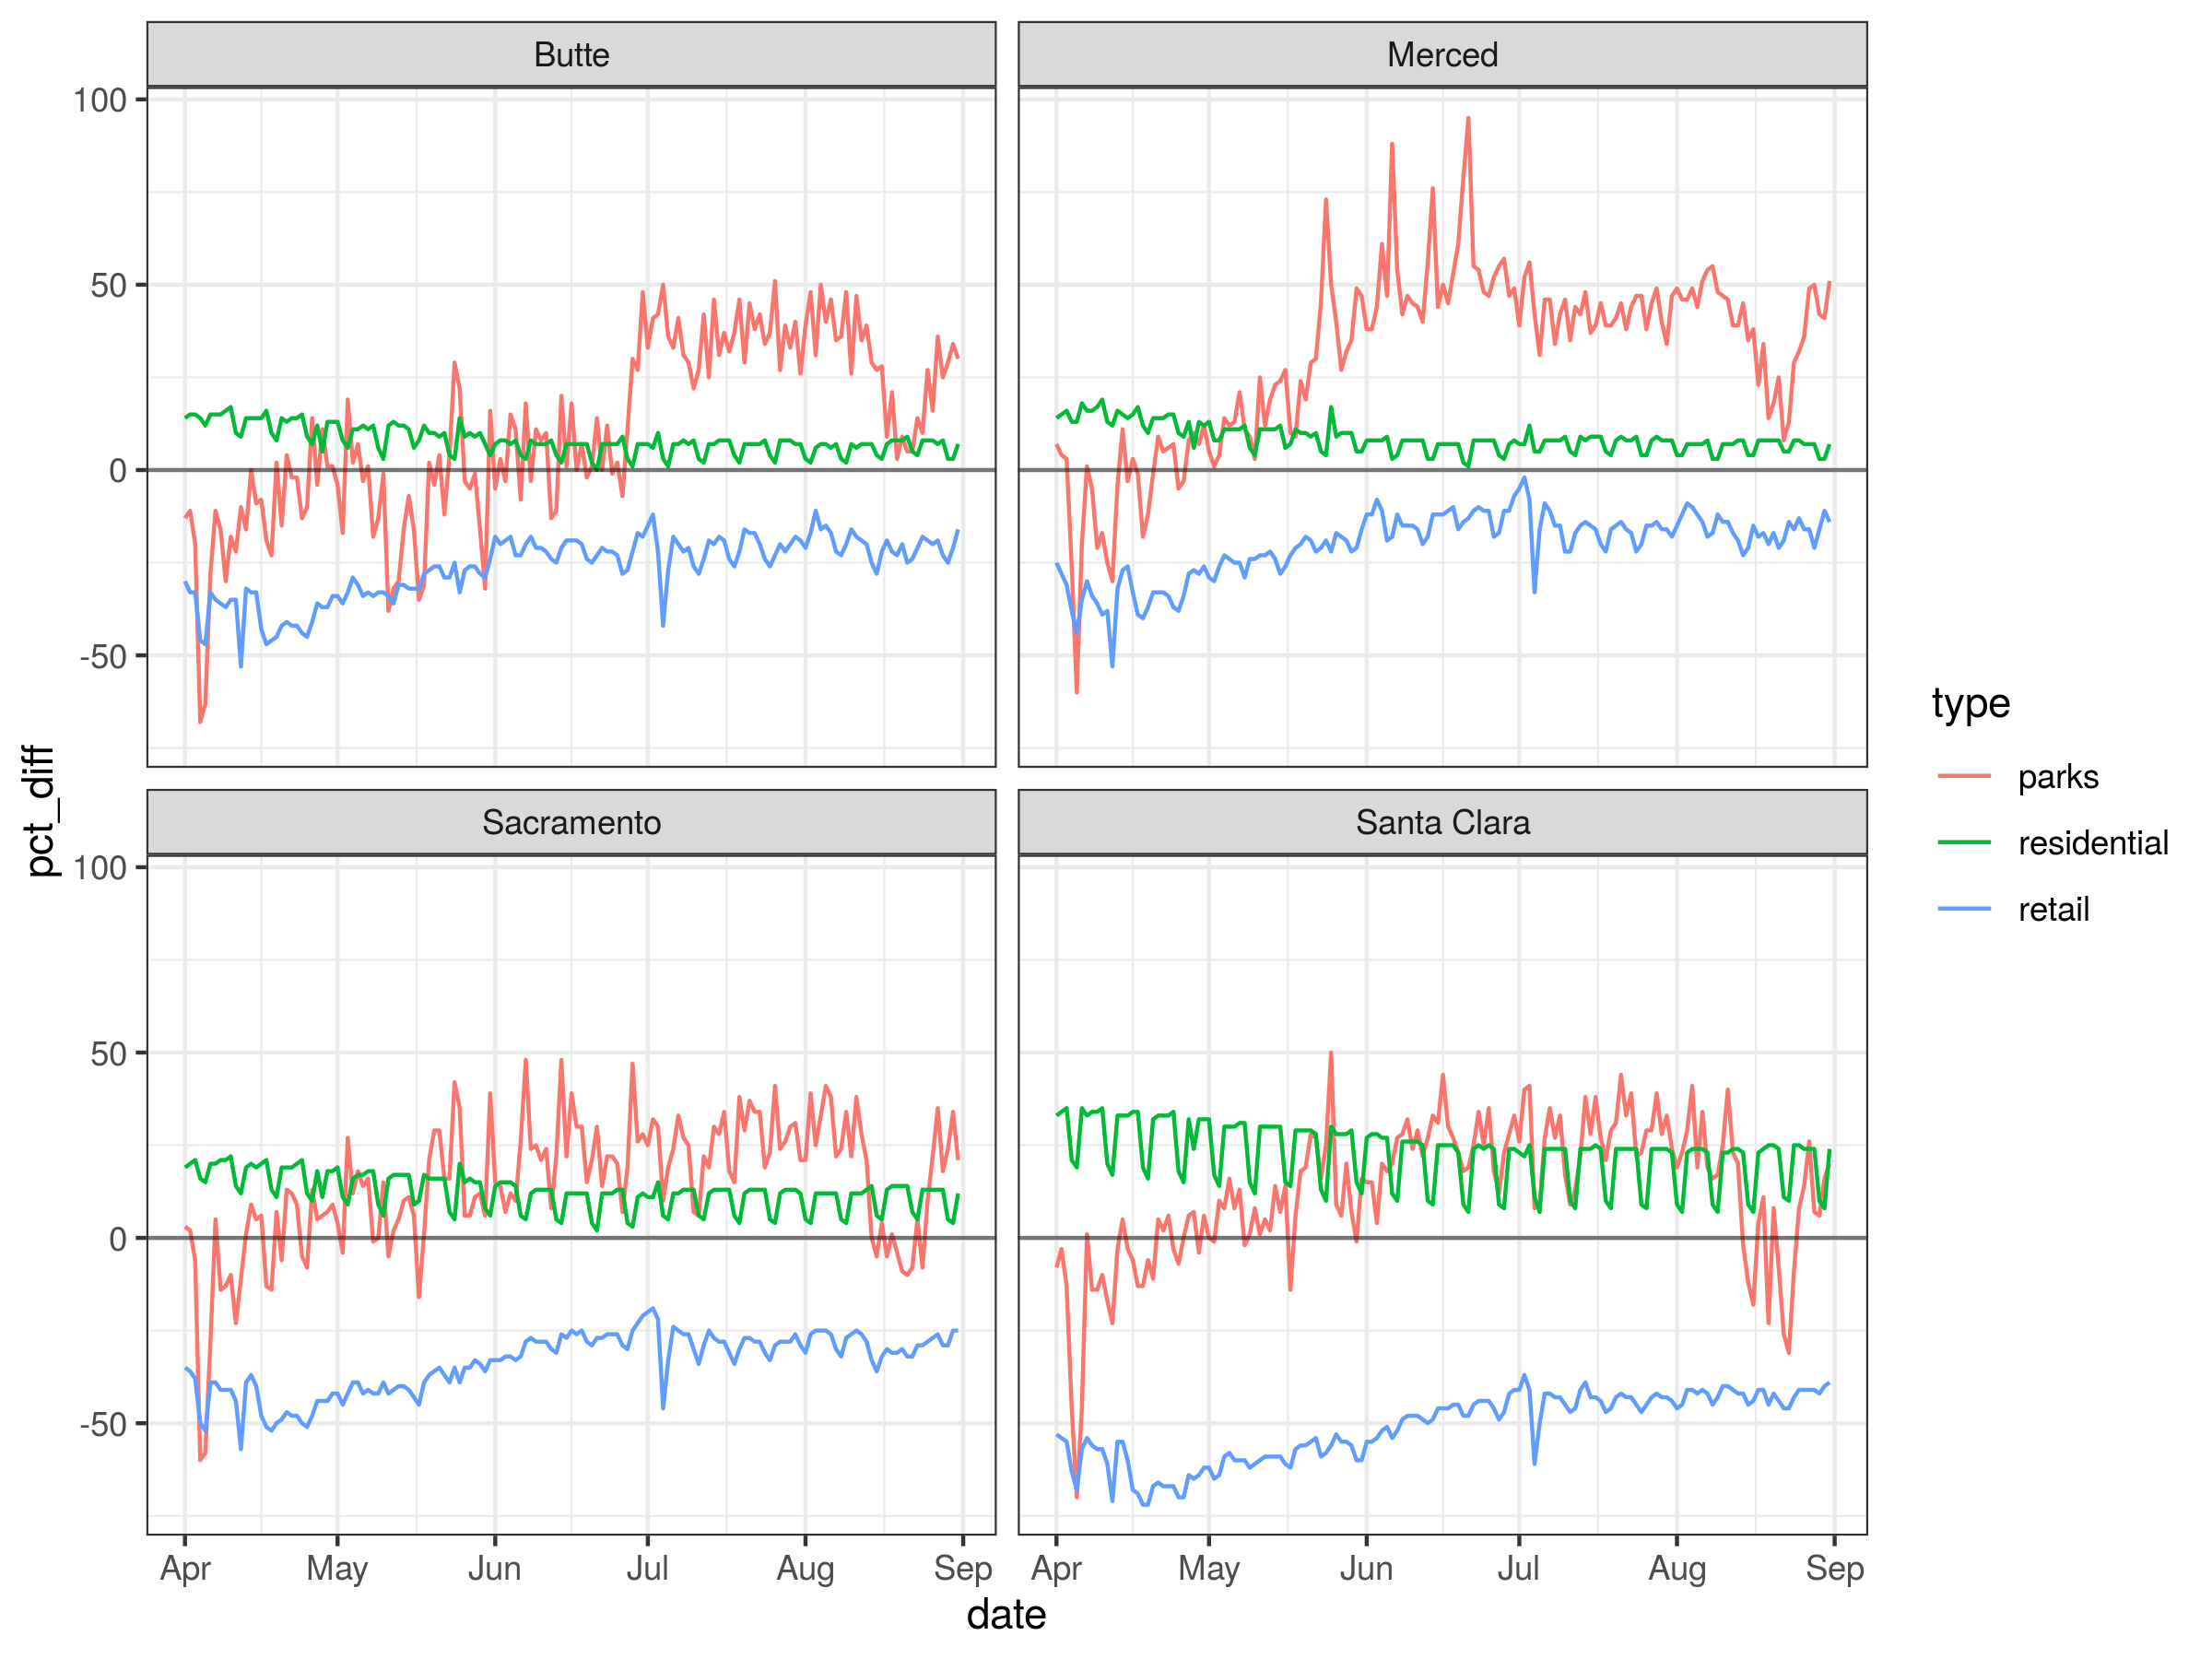 Butte
Merced
100
50
0
-50
Sacramento
Santa Clara
100
50
0
-50
Apr May Jun Jul Aug Sep
Apr May Jun Jul Aug Sep
date
pct_diff
type
parks
residential
retail